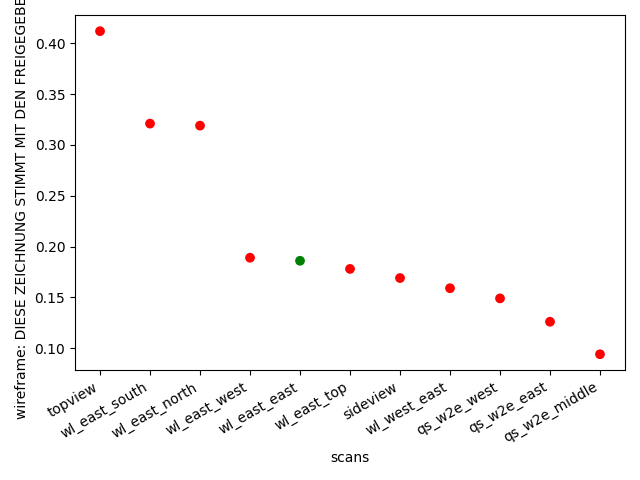 wireframe: DIESE ZEICHNUNG STIMMT MIT DEN
0.40
0.35
0.30
0.25
0.20
0.15
0.10
topview
wl_east_south
wl_east_north
wl_east_west
wl_east_east
wl_east_top
sideview
wl_west_east
qs_w2e_west
qs_w2e_east
qs_w2e_middle
scans